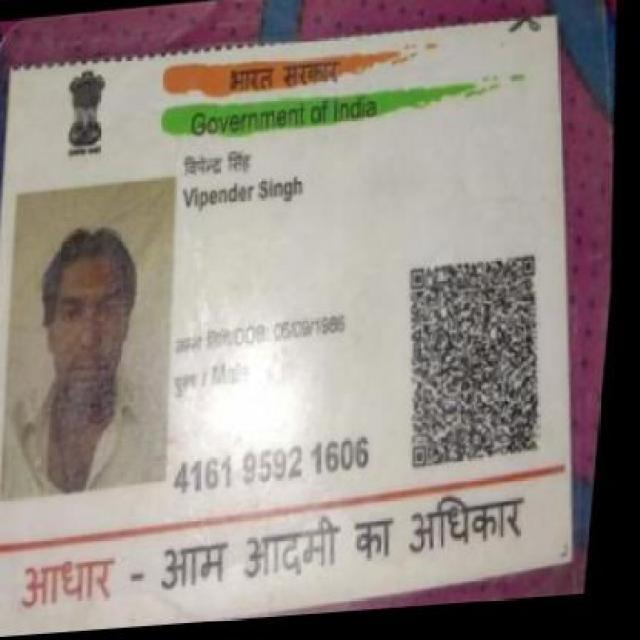 भारत सरकार
Government of India
सिंह
Vipender Singh
जन्म तिथि/DOB: 05/09/1986
पुरुष / Male
4161 9592 1606
आधार - आम आदमी का अधिकार